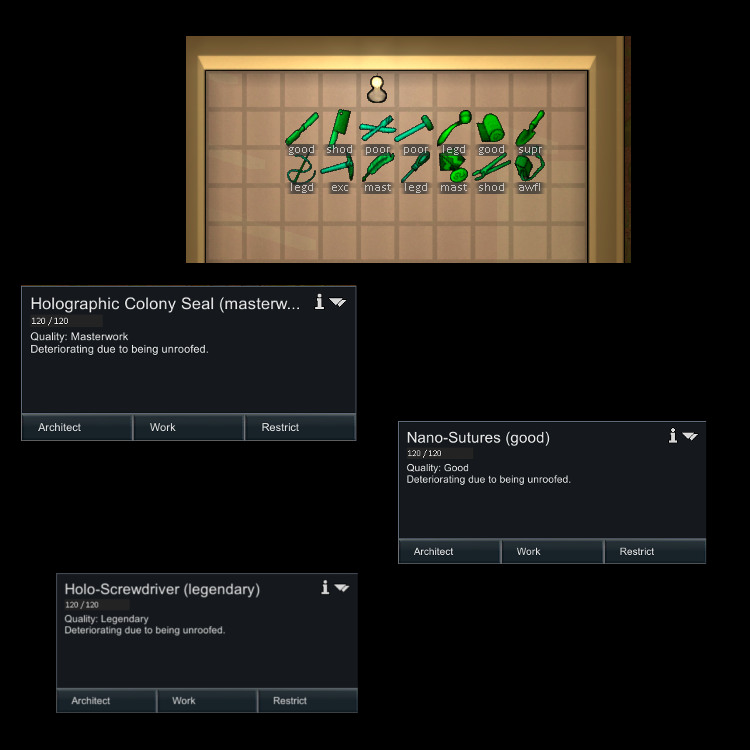 good shod poor poor legd good supr
legd exc mast legd mast shod awfl
Holographic Colony Seal (masterw...
120 / 120
Quality: Masterwork
Deteriorating due to being unroofed.
Architect Work Restrict
Nano-Sutures (good)
120 / 120
Quality: Good
Deteriorating due to being unroofed.
Architect Work Restrict
Holo-Screwdriver (legendary)
120 / 120
Quality: Legendary
Deteriorating due to being unroofed.
Architect Work Restrict